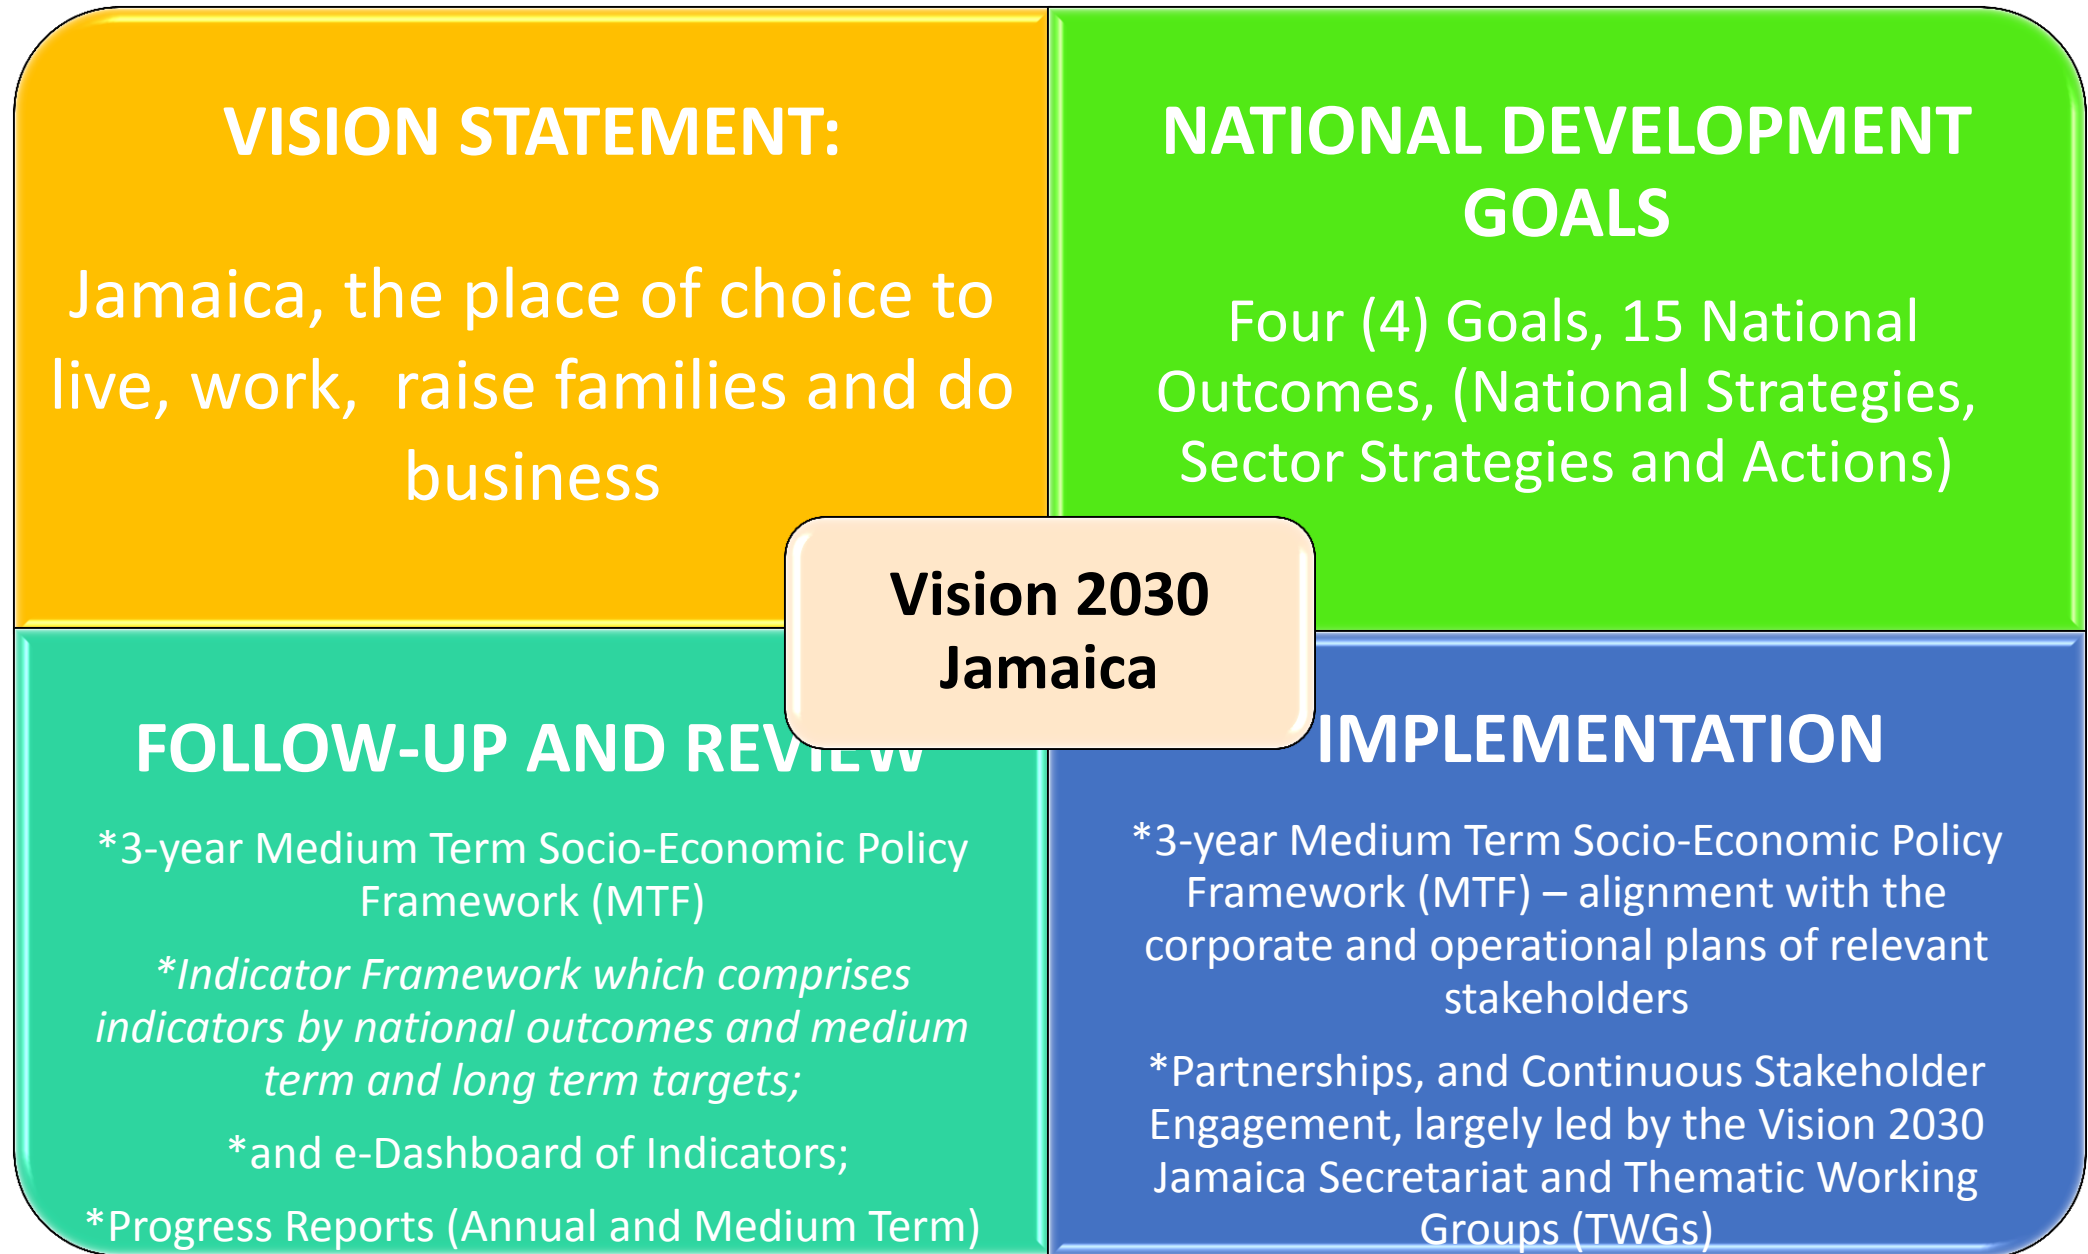 VISION STATEMENT:
Jamaica, the place of choice to
live, work,  raise families and do
business
NATIONAL DEVELOPMENT
GOALS
Four (4) Goals, 15 National
Outcomes, (National Strategies,
Sector Strategies and Actions)
Vision 2030
Jamaica
FOLLOW-UP AND REVIEW
*3-year Medium Term Socio-Economic Policy
Framework (MTF)
*Indicator Framework which comprises
indicators by national outcomes and medium
term and long term targets;
*and e-Dashboard of Indicators;
*Progress Reports (Annual and Medium Term)
IMPLEMENTATION
*3-year Medium Term Socio-Economic Policy
Framework (MTF) – alignment with the
corporate and operational plans of relevant
stakeholders
*Partnerships, and Continuous Stakeholder
Engagement, largely led by the Vision 2030
Jamaica Secretariat and Thematic Working
Groups (TWGs)